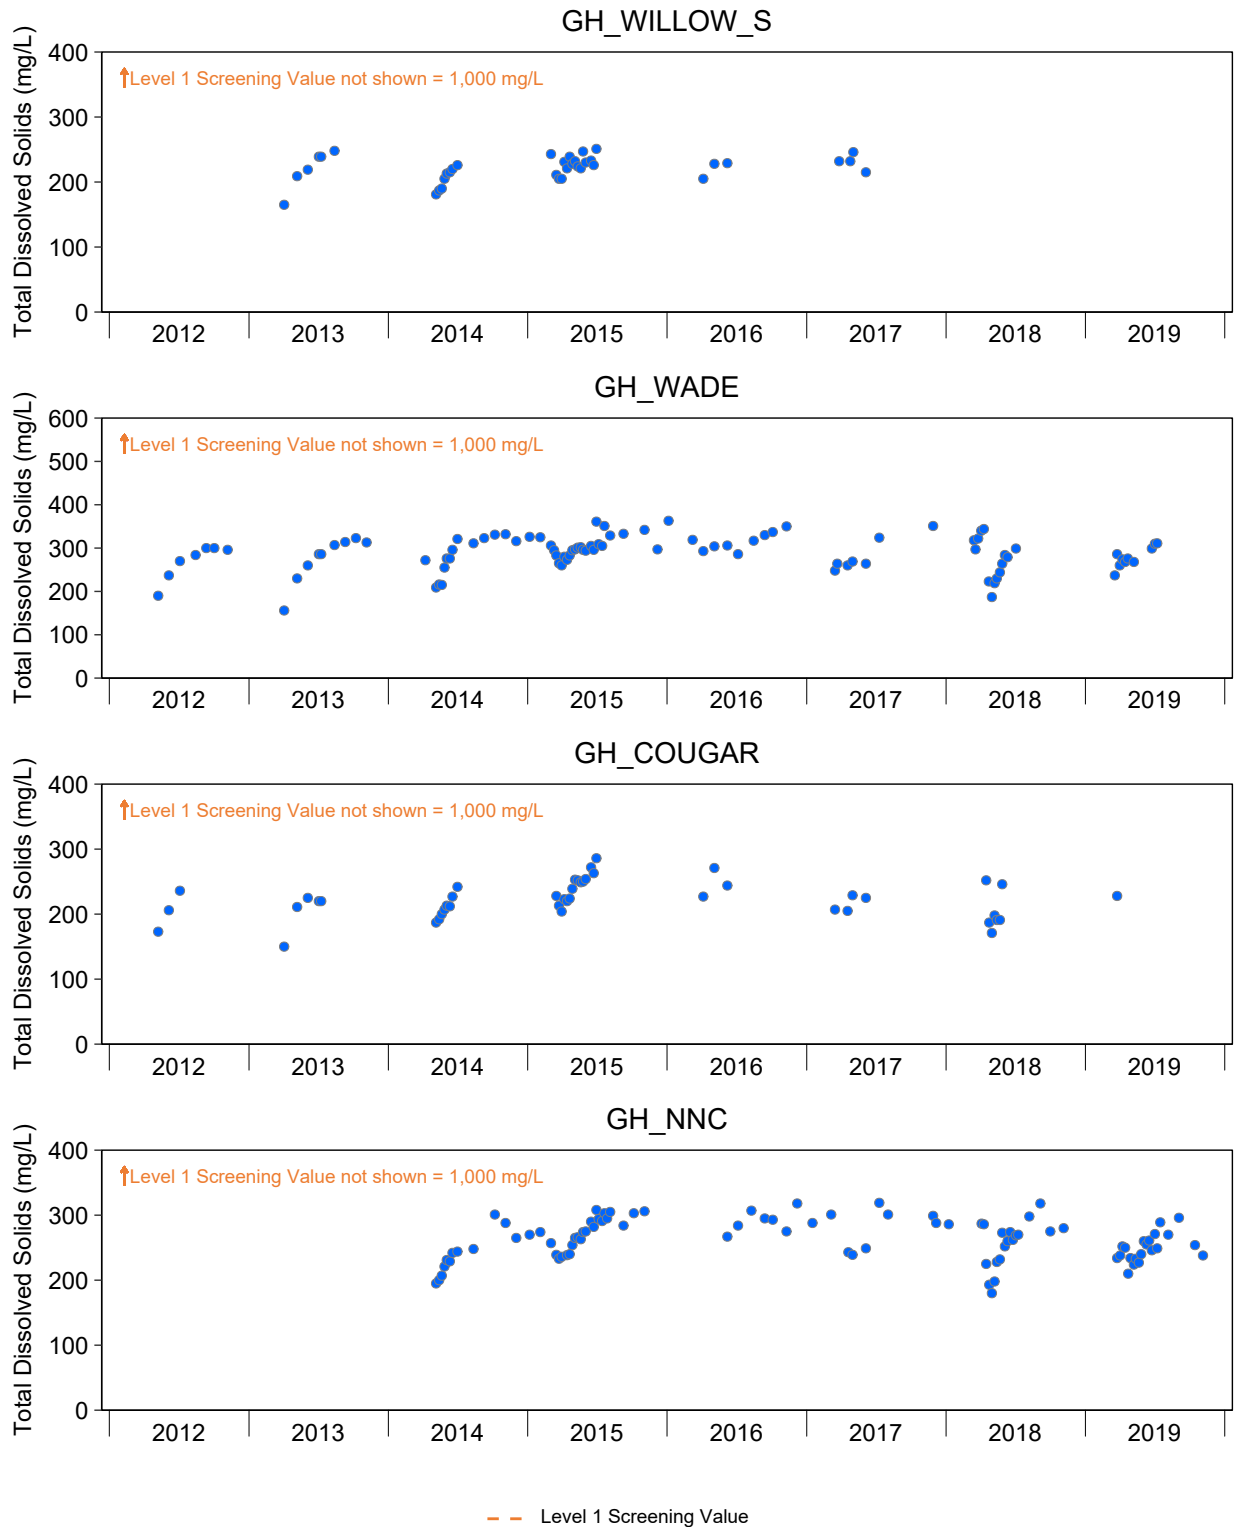 GH_WILLOW_S
Total Dissolved Solids (mg/L)
400
300
200
100
0
Level 1 Screening Value not shown = 1,000 mg/L
2012 2013 2014 2015 2016 2017 2018 2019
GH_WADE
Total Dissolved Solids (mg/L)
600
500
400
300
200
100
0
Level 1 Screening Value not shown = 1,000 mg/L
2012 2013 2014 2015 2016 2017 2018 2019
GH_COUGAR
Total Dissolved Solids (mg/L)
400
300
200
100
0
Level 1 Screening Value not shown = 1,000 mg/L
2012 2013 2014 2015 2016 2017 2018 2019
GH_NNC
Total Dissolved Solids (mg/L)
400
300
200
100
0
Level 1 Screening Value not shown = 1,000 mg/L
2012 2013 2014 2015 2016 2017 2018 2019
Level 1 Screening Value